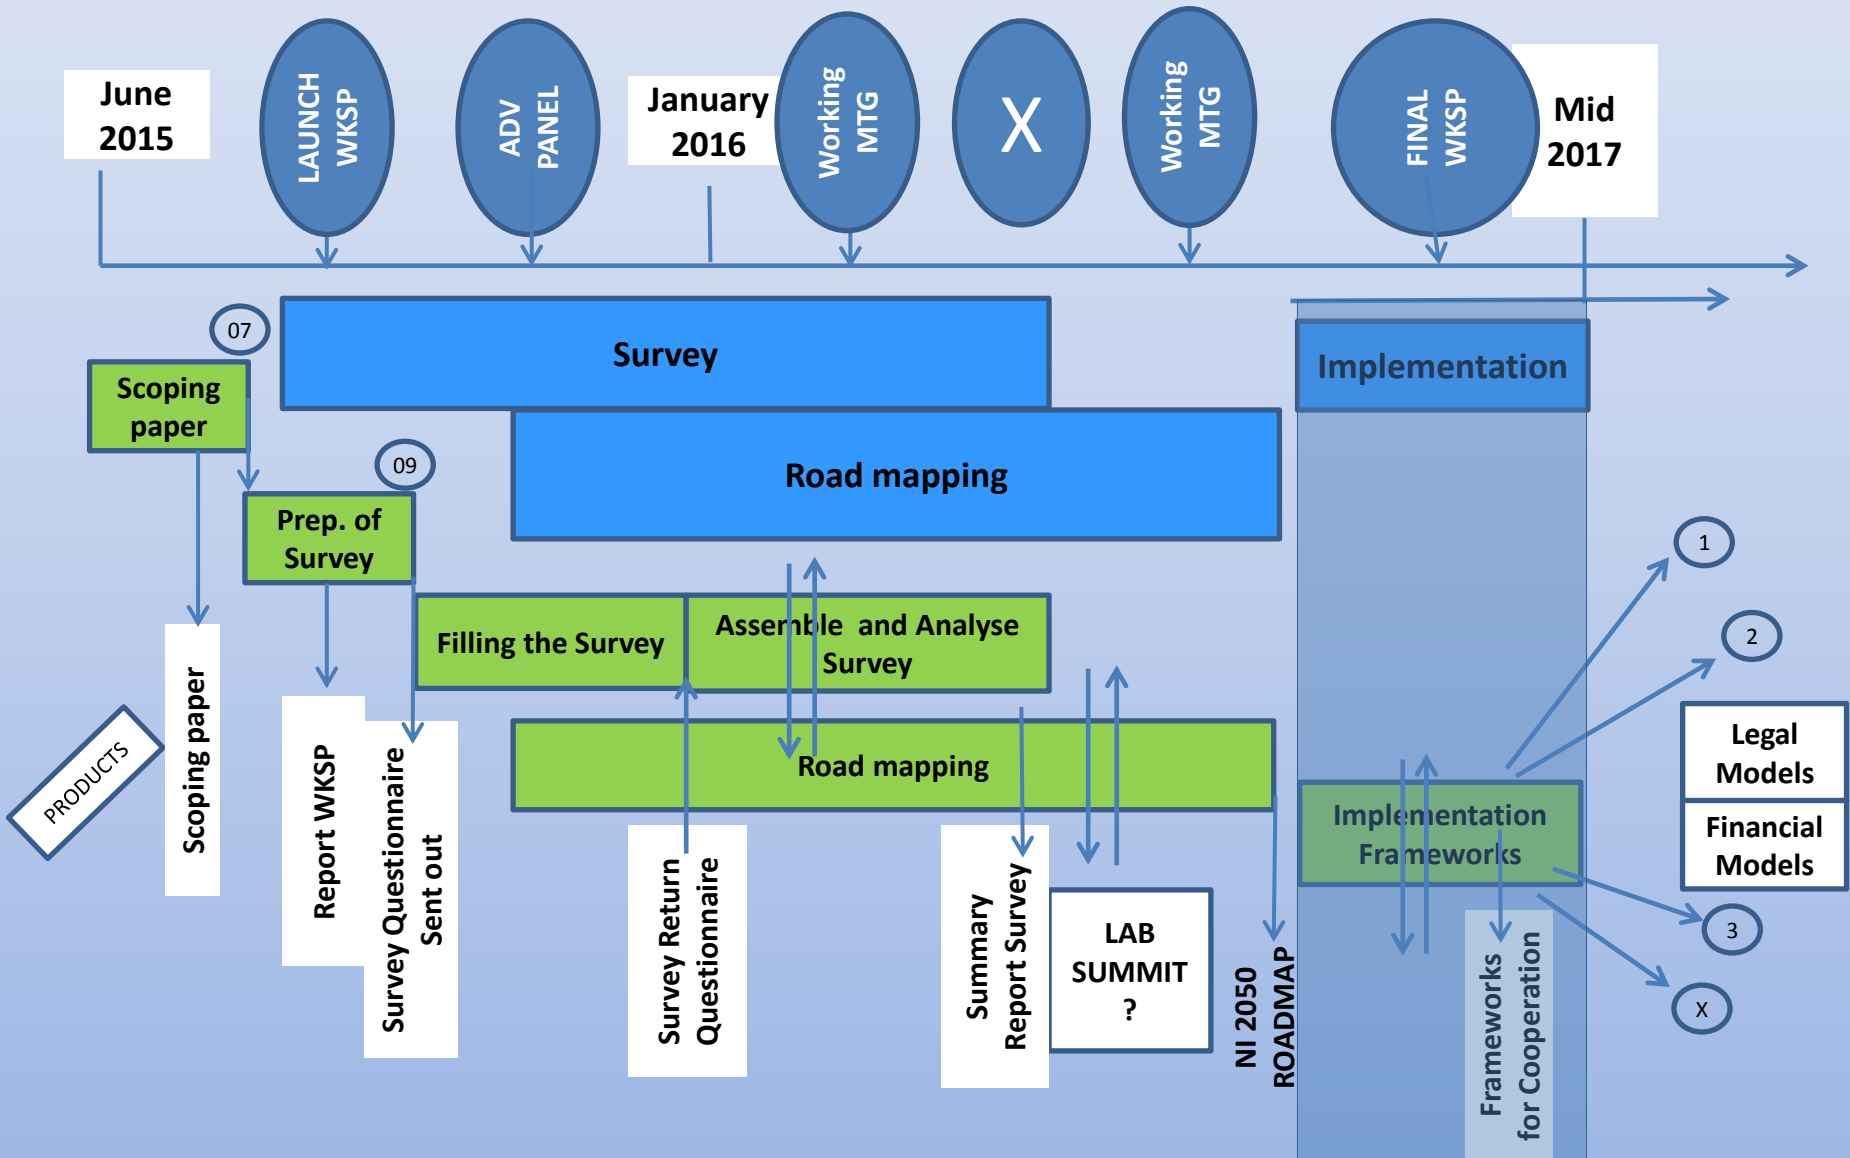 June
2015
LAUNCH
WKSP
ADV
PANEL
January
2016
Working
MTG
X
Working
MTG
FINAL
WKSP
Mid
2017
07
Survey
Implementation
Scoping
paper
09
Road mapping
Prep. of
Survey
1
Filling the Survey
Assemble and Analyse
Survey
2
PRODUCTS
Scoping paper
Report WKSP
Survey Questionnaire
Sent out
Road mapping
Legal
Models
Implementation
Frameworks
Financial
Models
Survey Return
Questionnaire
Summary
Report Survey
LAB
SUMMIT
?
NI 2050
ROADMAP
Frameworks
for Cooperation
3
X